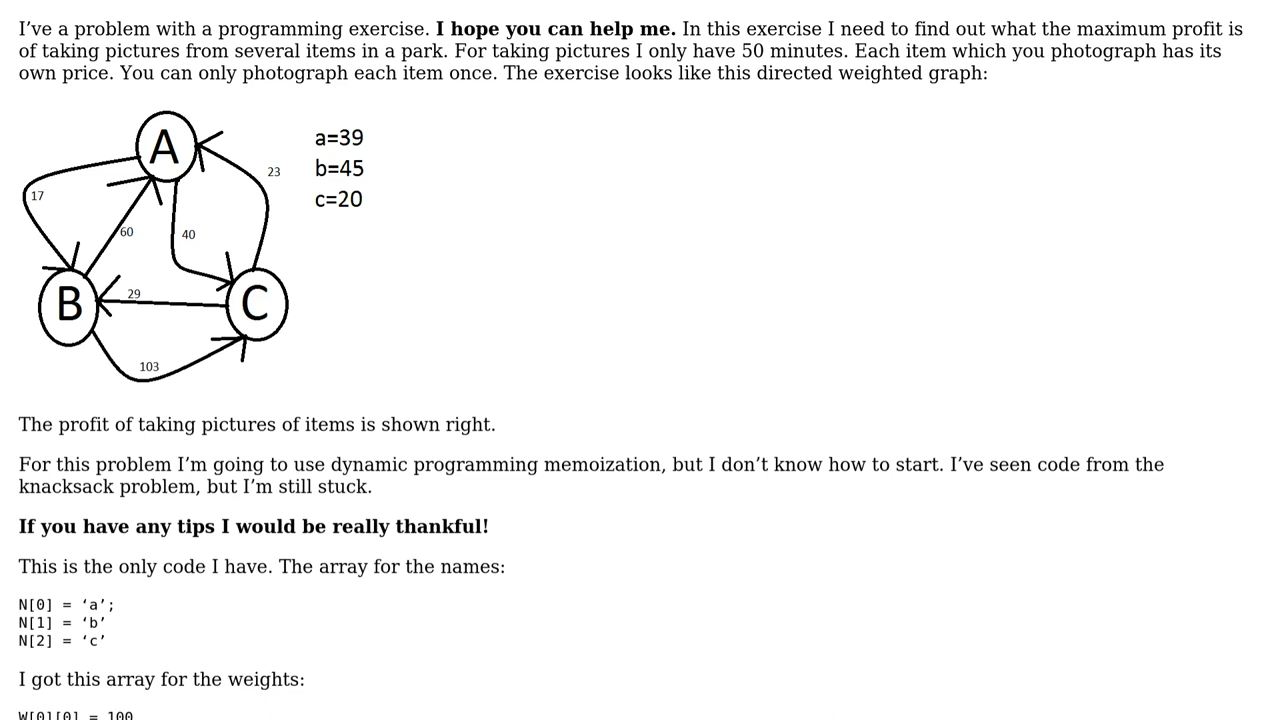 I’ve a problem with a programming exercise. I hope you can help me. In this exercise I need to find out what the maximum profit is
of taking pictures from several items in a park. For taking pictures I only have 50 minutes. Each item which you photograph has its
own price. You can only photograph each item once. The exercise looks like this directed weighted graph:
A
a=39
b=45
c=20
23
17
60
40
B
29
C
103
The profit of taking pictures of items is shown right.
For this problem I’m going to use dynamic programming memoization, but I don’t know how to start. I’ve seen code from the
knacksack problem, but I’m still stuck.
If you have any tips I would be really thankful!
This is the only code I have. The array for the names:
N[0] = ‘a’;
N[1] = ‘b’
N[2] = ‘c’
I got this array for the weights:
W[0][0] = 100